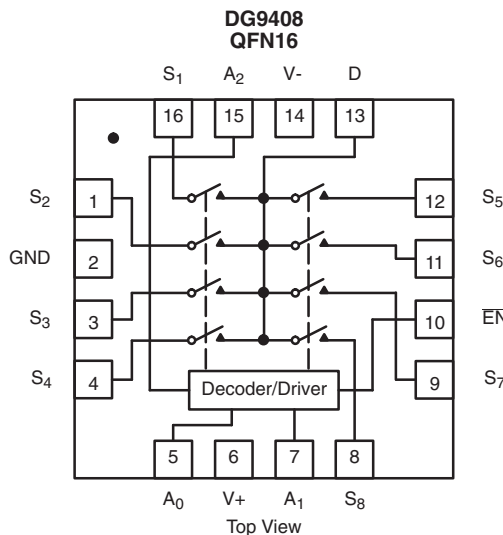 DG9408
QFN16
S1 A2 V- D
16 15 14 13
S2 1 12 S5
GND 2 11 S6
S3 3 10 E̅N̅
S4 4 9 S7
Decoder/Driver
5 6 7 8
A0 V+ A1 S8
Top View